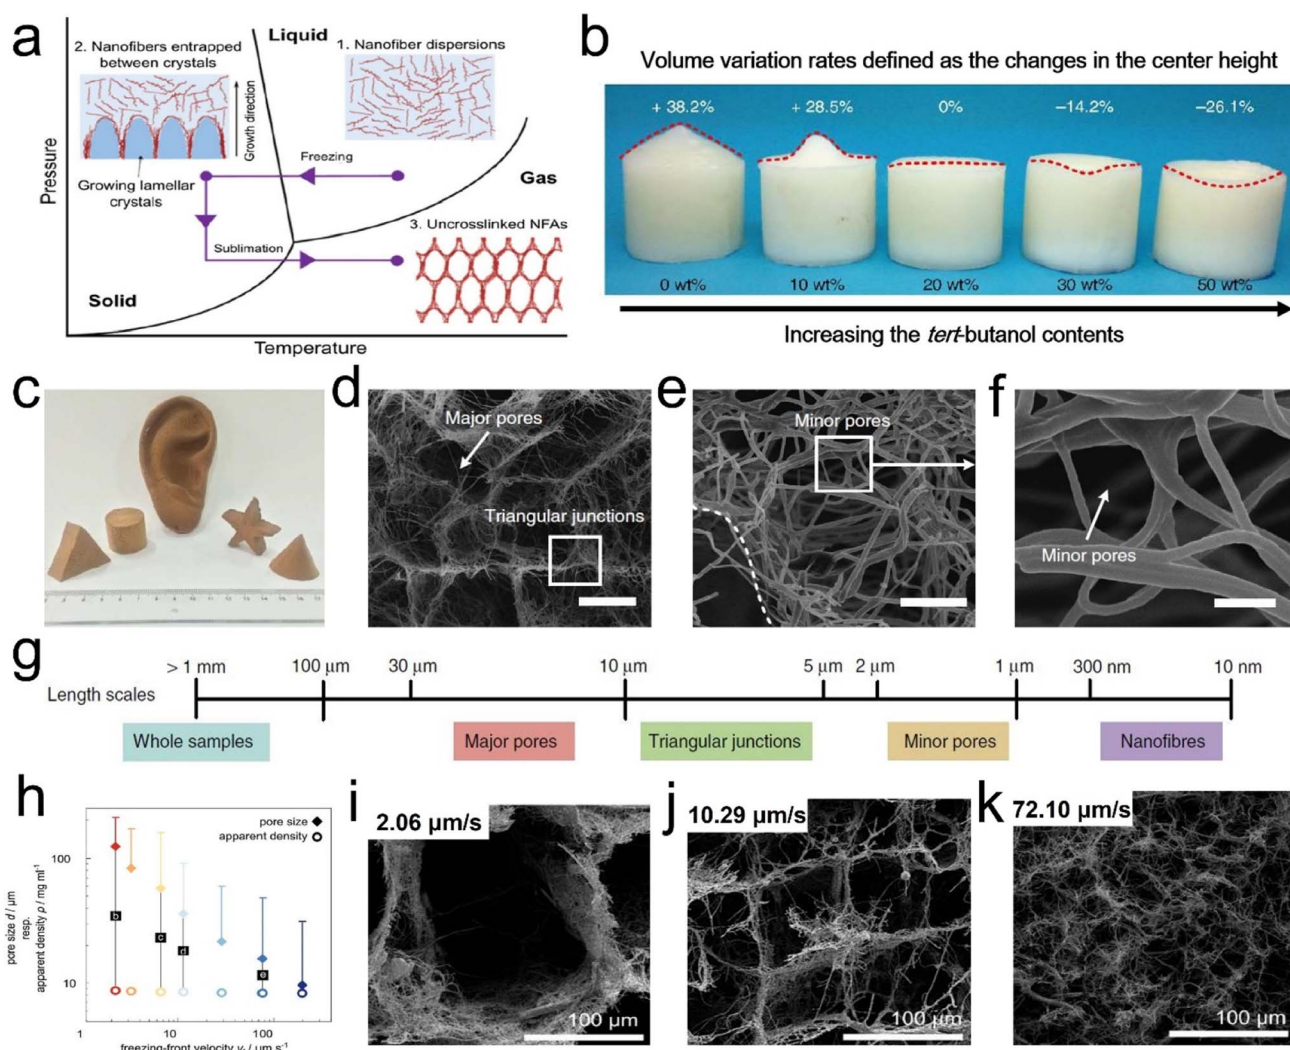 a
Liquid
2. Nanofibers entrapped
between crystals
1. Nanofiber dispersions
Growth direction
Pressure
Freezing
Growing lamellar
crystals
Gas
3. Uncrosslinked NFAs
Sublimation
Solid
Temperature
b
Volume variation rates defined as the changes in the center height
+ 38.2%
+ 28.5%
0%
−14.2%
−26.1%
0 wt%
10 wt%
20 wt%
30 wt%
50 wt%
Increasing the tert-butanol contents
c
d
Major pores
Triangular junctions
e
Minor pores
f
Minor pores
g
> 1 mm
100 μm
30 μm
10 μm
5 μm
2 μm
1 μm
300 nm
10 nm
Length scales
Whole samples
Major pores
Triangular junctions
Minor pores
Nanofibres
h
pore size
apparent density
pore size d / μm
resp.
apparent density ρ / mg ml⁻¹
100
10
b
c
d
e
1
10
100
freezing-front velocity
i
2.06 μm/s
100 μm
j
10.29 μm/s
100 μm
k
72.10 μm/s
100 μm